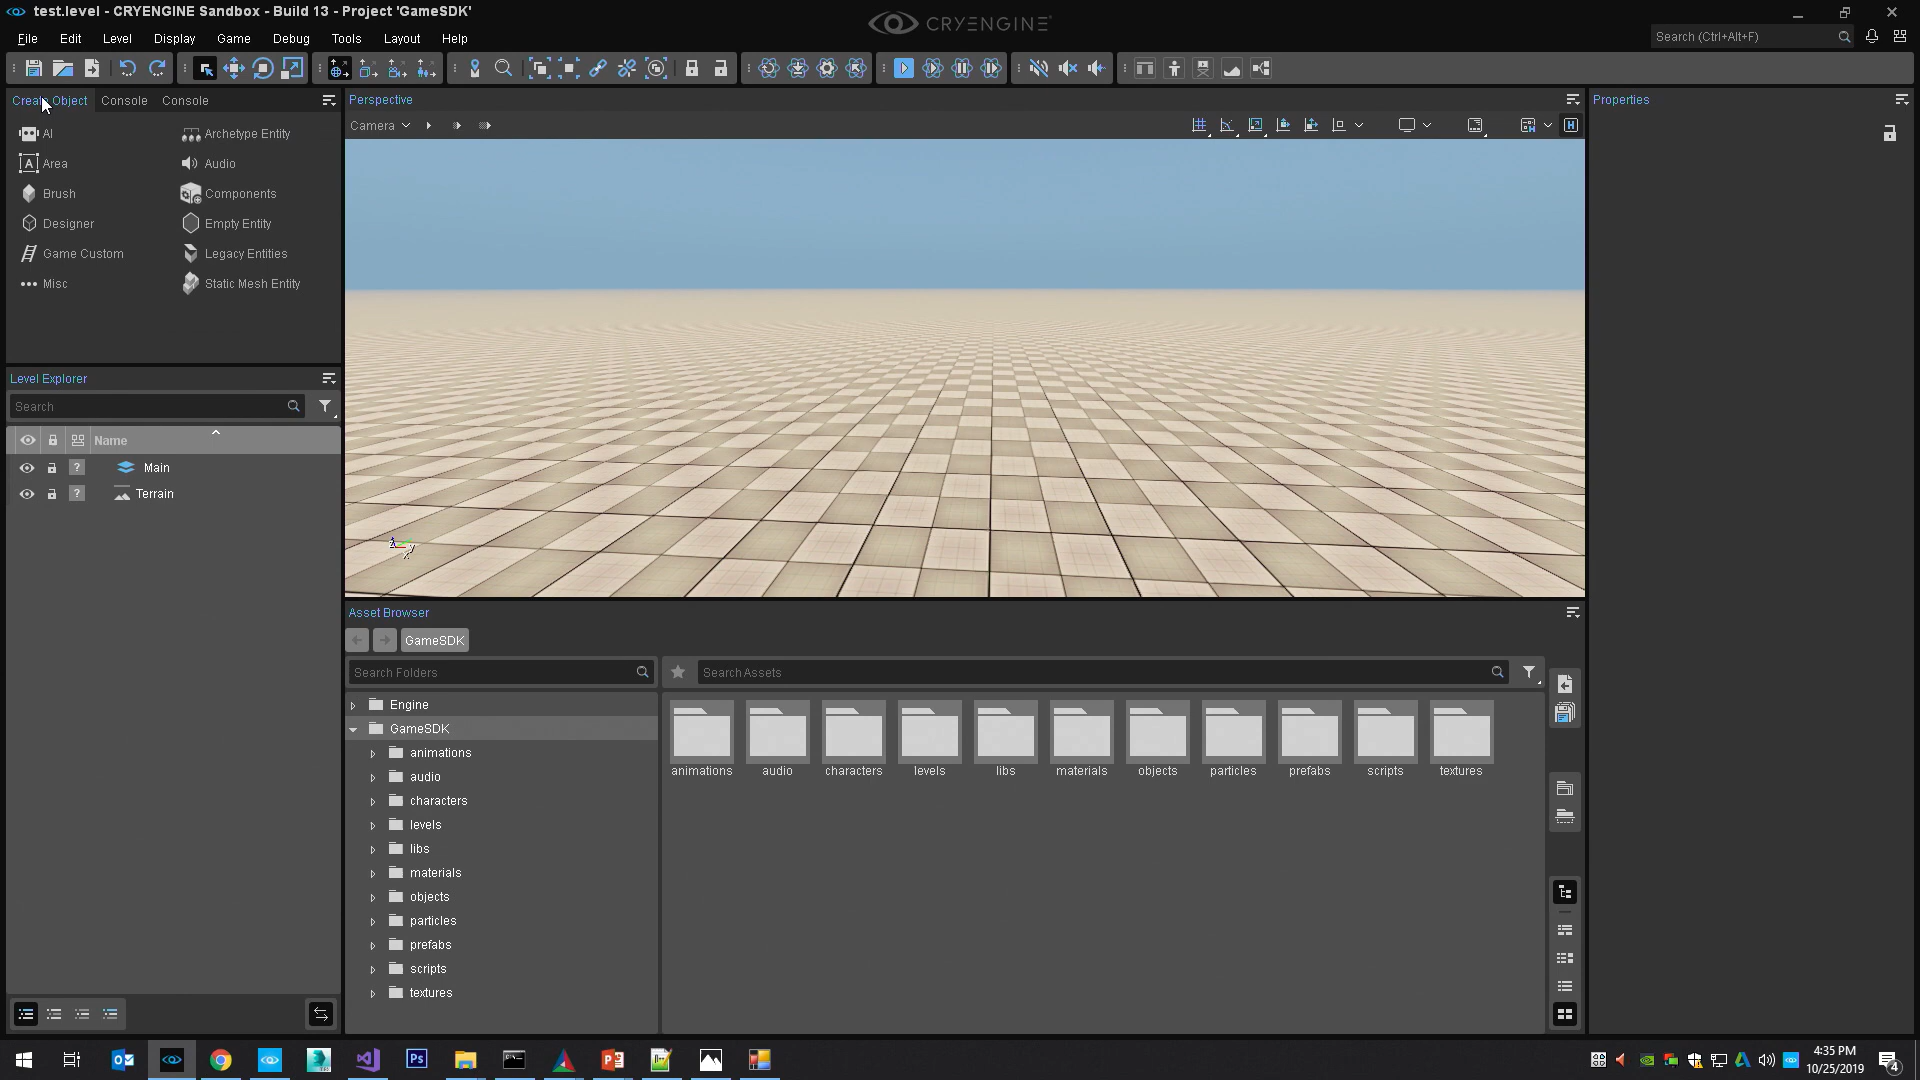 test.level - CRYENGINE Sandbox - Build 13 - Project 'GameSDK'
CRYENGINE
File Edit Level Display Game Debug Tools Layout Help
Search (Ctrl+Alt+F)
Create Object Console Console
AI
Archetype Entity
Area
Audio
Brush
Components
Designer
Empty Entity
Game Custom
Legacy Entities
Misc
Static Mesh Entity
Level Explorer
Search
Name
? Main
? Terrain
Perspective
Camera
Asset Browser
GameSDK
Search Folders
Search Assets
Engine
GameSDK
animations
audio
characters
levels
libs
materials
objects
particles
prefabs
scripts
textures
animations audio characters levels libs materials objects particles prefabs scripts textures
Properties
Ps
4:35 PM
10/25/2019
4